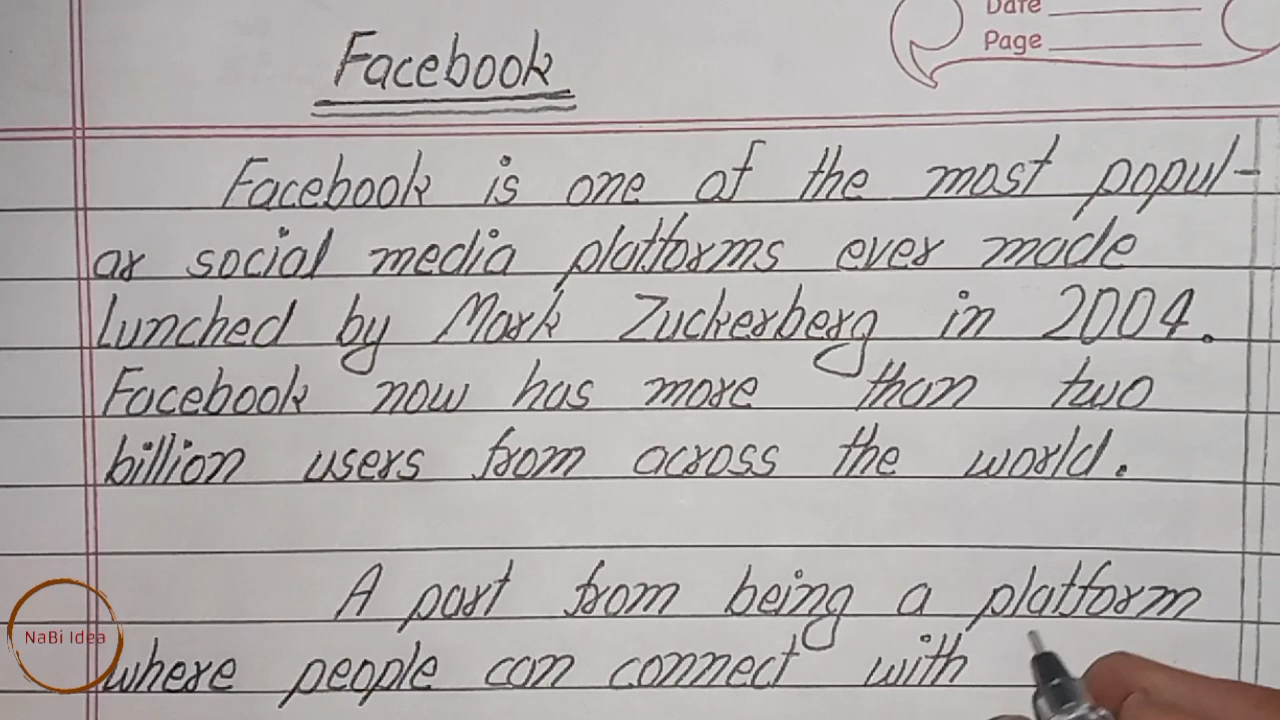 Date
Page
Facebook
Facebook is one of the most popul-
ar social media platforms ever made
Lunched by Mark Zuckerberg in 2004.
Facebook now has more than two
billion users from across the world.
A part from being a platform
where people can connect with
NaBi Idea